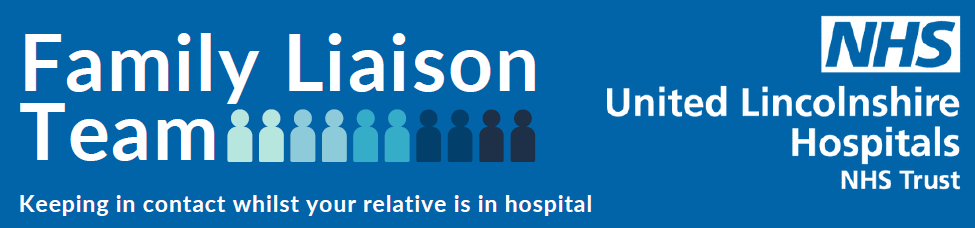 Family Liaison
Team
Keeping in contact whilst your relative is in hospital
NHS
United Lincolnshire
Hospitals
NHS Trust